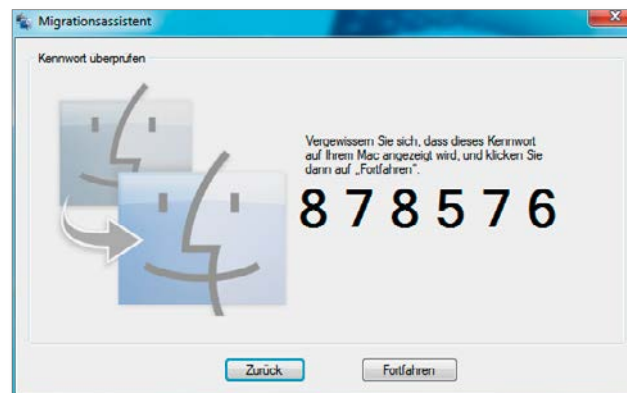 Migrationsassistent
Kennwort überprüfen
Vergewissern Sie sich, dass dieses Kennwort
auf Ihrem Mac angezeigt wird, und klicken Sie
dann auf „Fortfahren“.
8 7 8 5 7 6
Zurück
Fortfahren